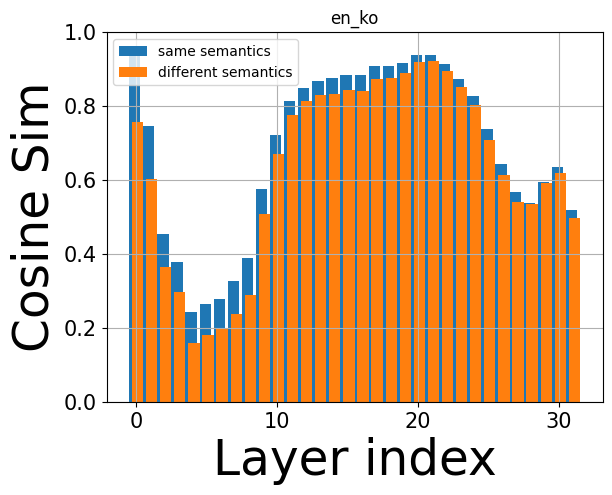 en_ko
same semantics
different semantics
Cosine Sim
1.0
0.8
0.6
0.4
0.2
0.0
0 10 20 30
Layer index